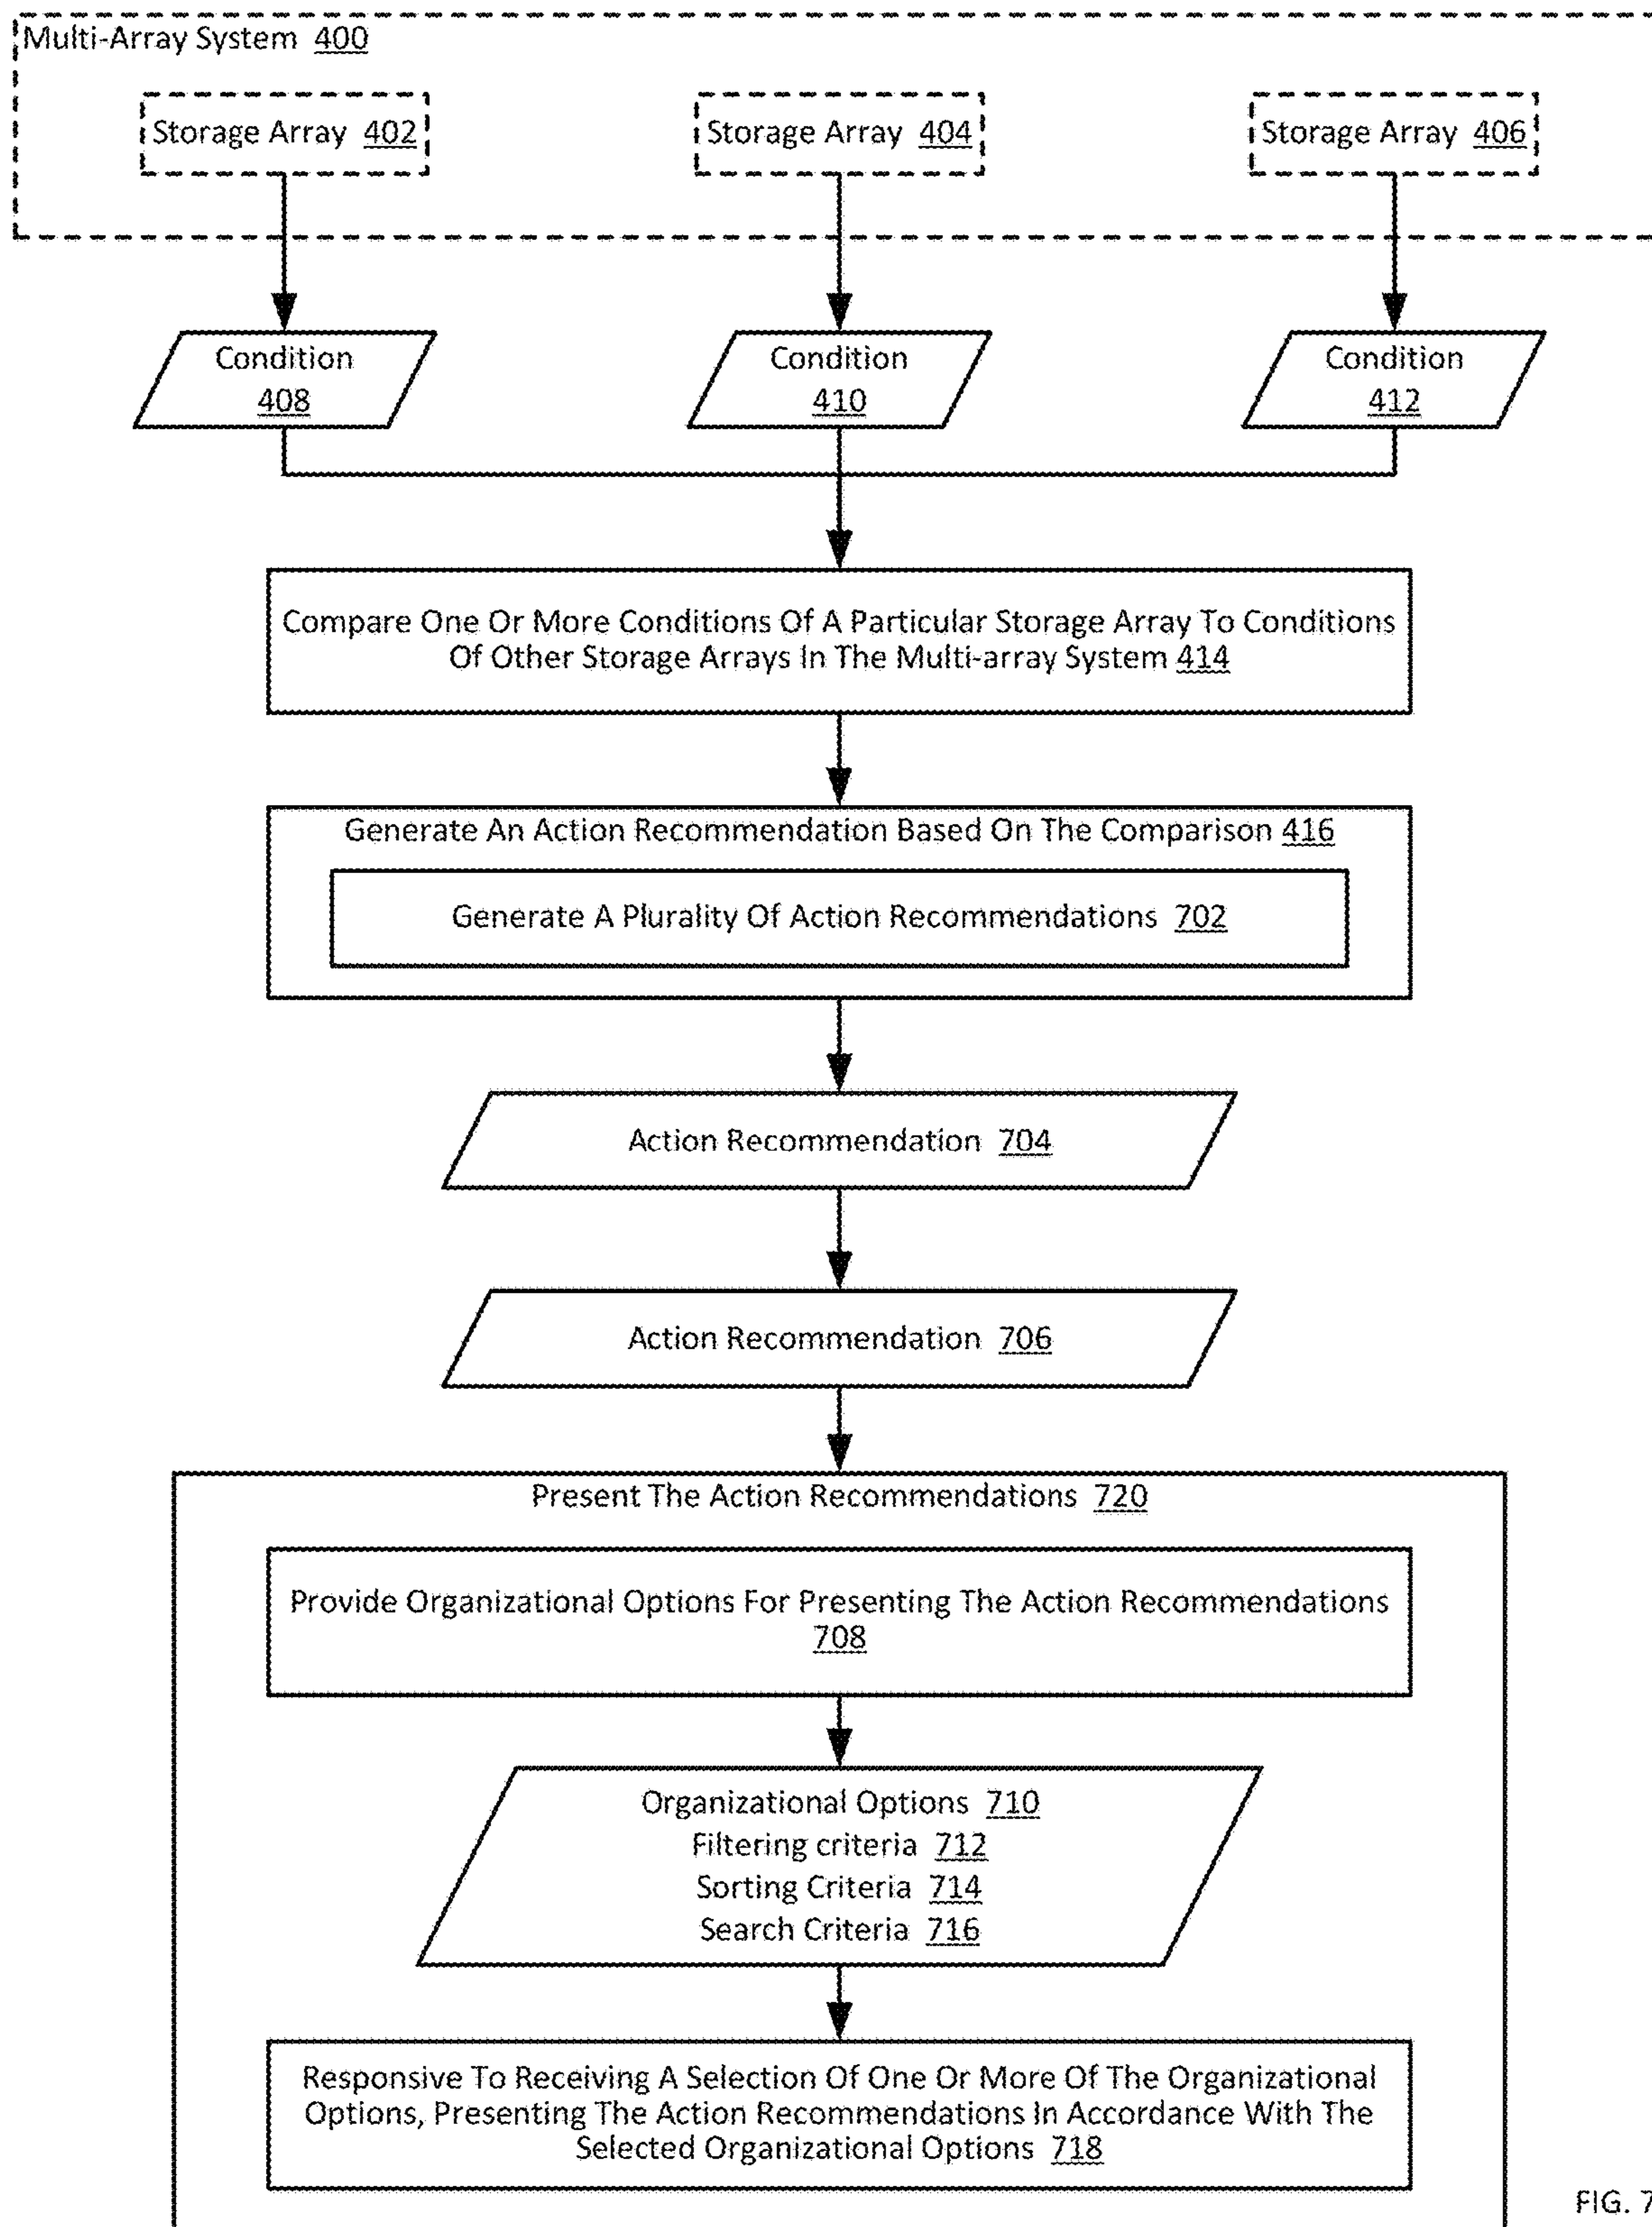 Multi-Array System 400
Storage Array 402
Storage Array 404
Storage Array 406
Condition
408
Condition
410
Condition
412
Compare One Or More Conditions Of A Particular Storage Array To Conditions
Of Other Storage Arrays In The Multi-array System 414
Generate An Action Recommendation Based On The Comparison 416
Generate A Plurality Of Action Recommendations 702
Action Recommendation 704
Action Recommendation 706
Present The Action Recommendations 720
Provide Organizational Options For Presenting The Action Recommendations
708
Organizational Options 710
Filtering criteria 712
Sorting Criteria 714
Search Criteria 716
Responsive To Receiving A Selection Of One Or More Of The Organizational
Options, Presenting The Action Recommendations In Accordance With The
Selected Organizational Options 718
FIG. 7